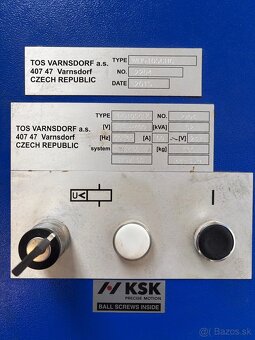 TOS VARNSDORF a.s.
407 47 Varnsdorf
CZECH REPUBLIC
TYPE
NO.
DATE
TOS VARNSDORF a.s.
407 47 Varnsdorf
CZECH REPUBLIC
TYPE NO.
[V] [kVA]
[Hz] [A] [V]
system [kg]
I
KSK
PRECISE MOTION
BALL SCREWS INSIDE
bazos.sk